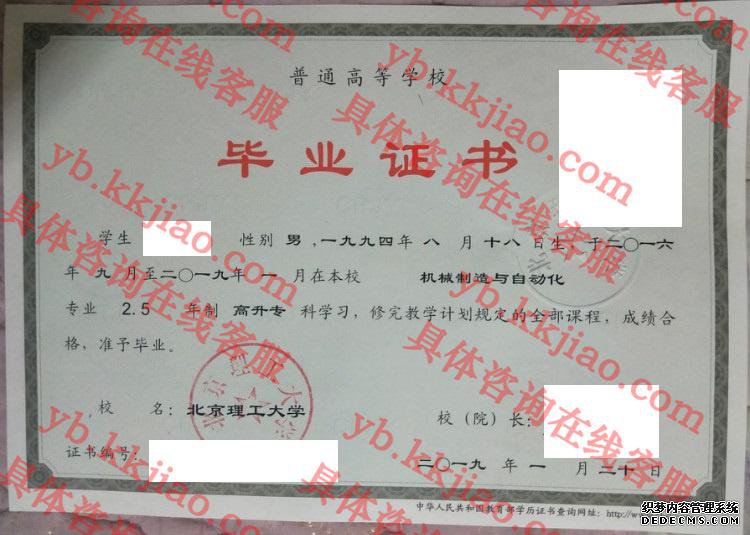 普通高等学校
毕业证书
学生 性别 男 ，一九九四年 八 月 十八 日生，于二〇一六
年 九 月至二〇一九年 一 月在本校 机械制造与自动化
专业 2.5 年制 高升专 科学习，修完教学计划规定的全部课程，成绩合
格，准予毕业。
校 名：北京理工大学
校（院）长：
证书编号：
二〇一九 年 一 月 二十 日
中华人民共和国教育部学历证书查询网址：http://w
北京理工大学
具体咨询在线客服
yb.kkjiao.com
织梦内容管理系统
DEDECMS.COM